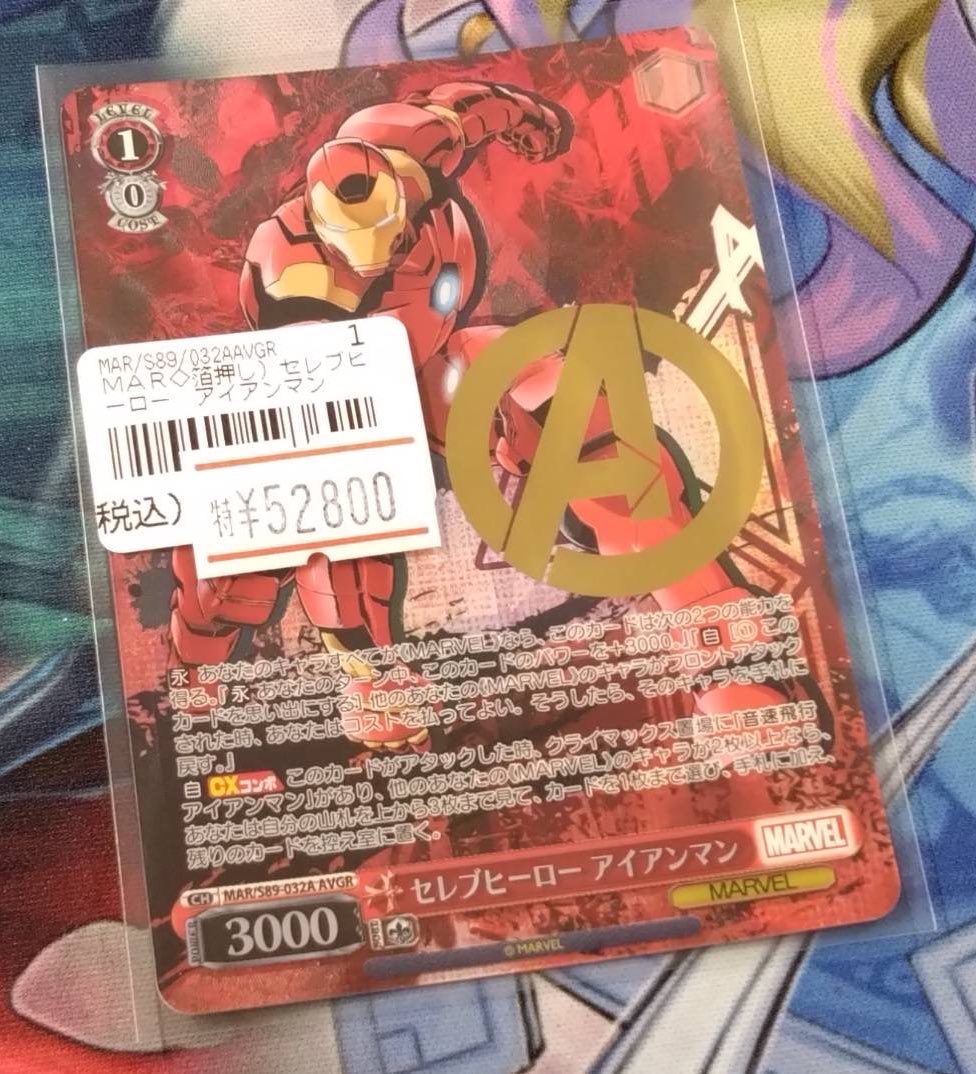 LEVEL
1
0
COST
1
MAR/S89/032AAVGR
MAR◇箔押し）セレブヒ
ーロー アイアンマン
税込）
特¥52800
永 あなたのキャラすべてが《MARVEL》なら、このカードは次の2つの能力を
得る。『永 あなたのターン中、このカードのパワーを＋3000。』『自 ［(1) この
カードを思い出にする］ 他のあなたの《MARVEL》のキャラがフロントアタック
された時、あなたはコストを払ってよい。そうしたら、そのキャラを手札に
戻す。』
自 CXコンボ このカードがアタックした時、クライマックス置場に「音速飛行
アイアンマン」があり、他のあなたの《MARVEL》のキャラが2枚以上なら、
あなたは自分の山札を上から3枚まで見て、カードを1枚まで選び、手札に加え、
残りのカードを控え室に置く。
CH MAR/S89-032A AVGR
セレブヒーロー アイアンマン
MARVEL
MARVEL
POWER
3000
SOUL
© MARVEL